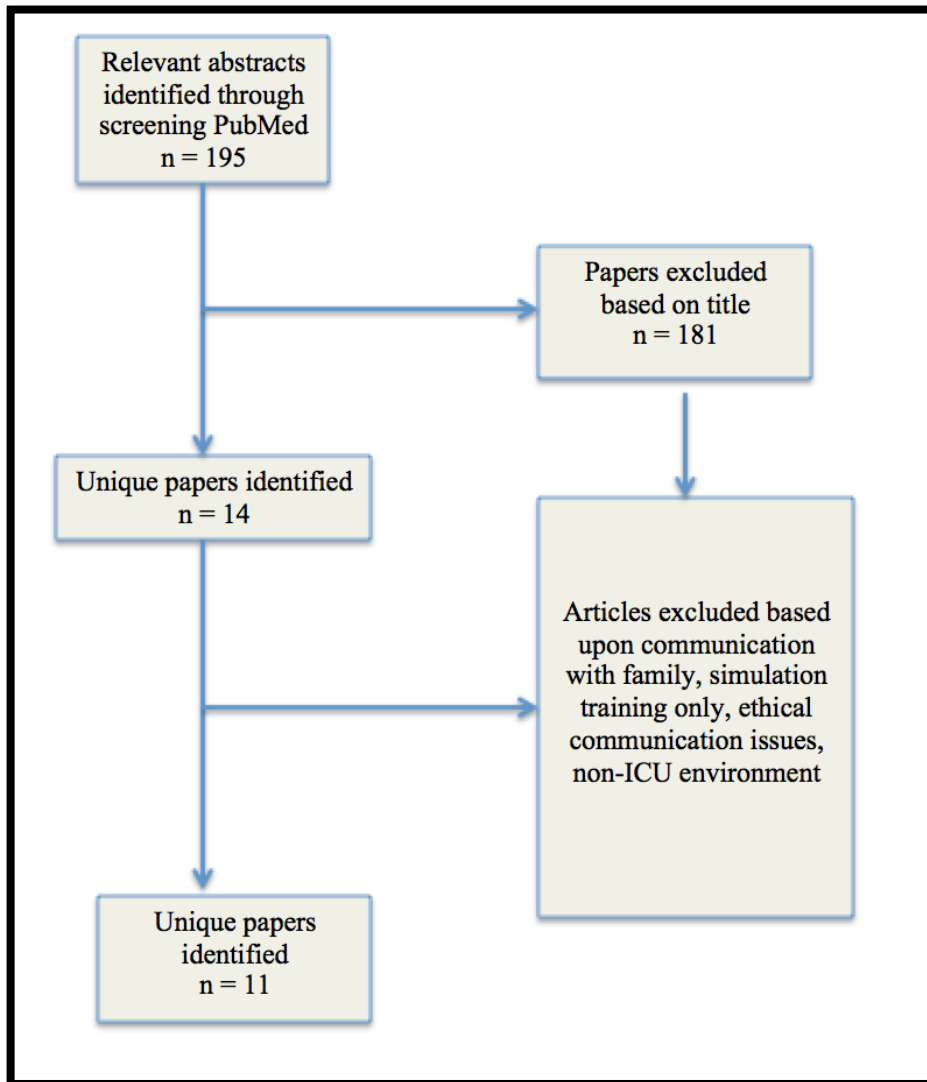 Relevant abstracts
identified through
screening PubMed
n = 195
Papers excluded
based on title
n = 181
Unique papers identified
n = 14
Articles excluded based
upon communication
with family, simulation
training only, ethical
communication issues,
non-ICU environment
Unique papers
identified
n = 11